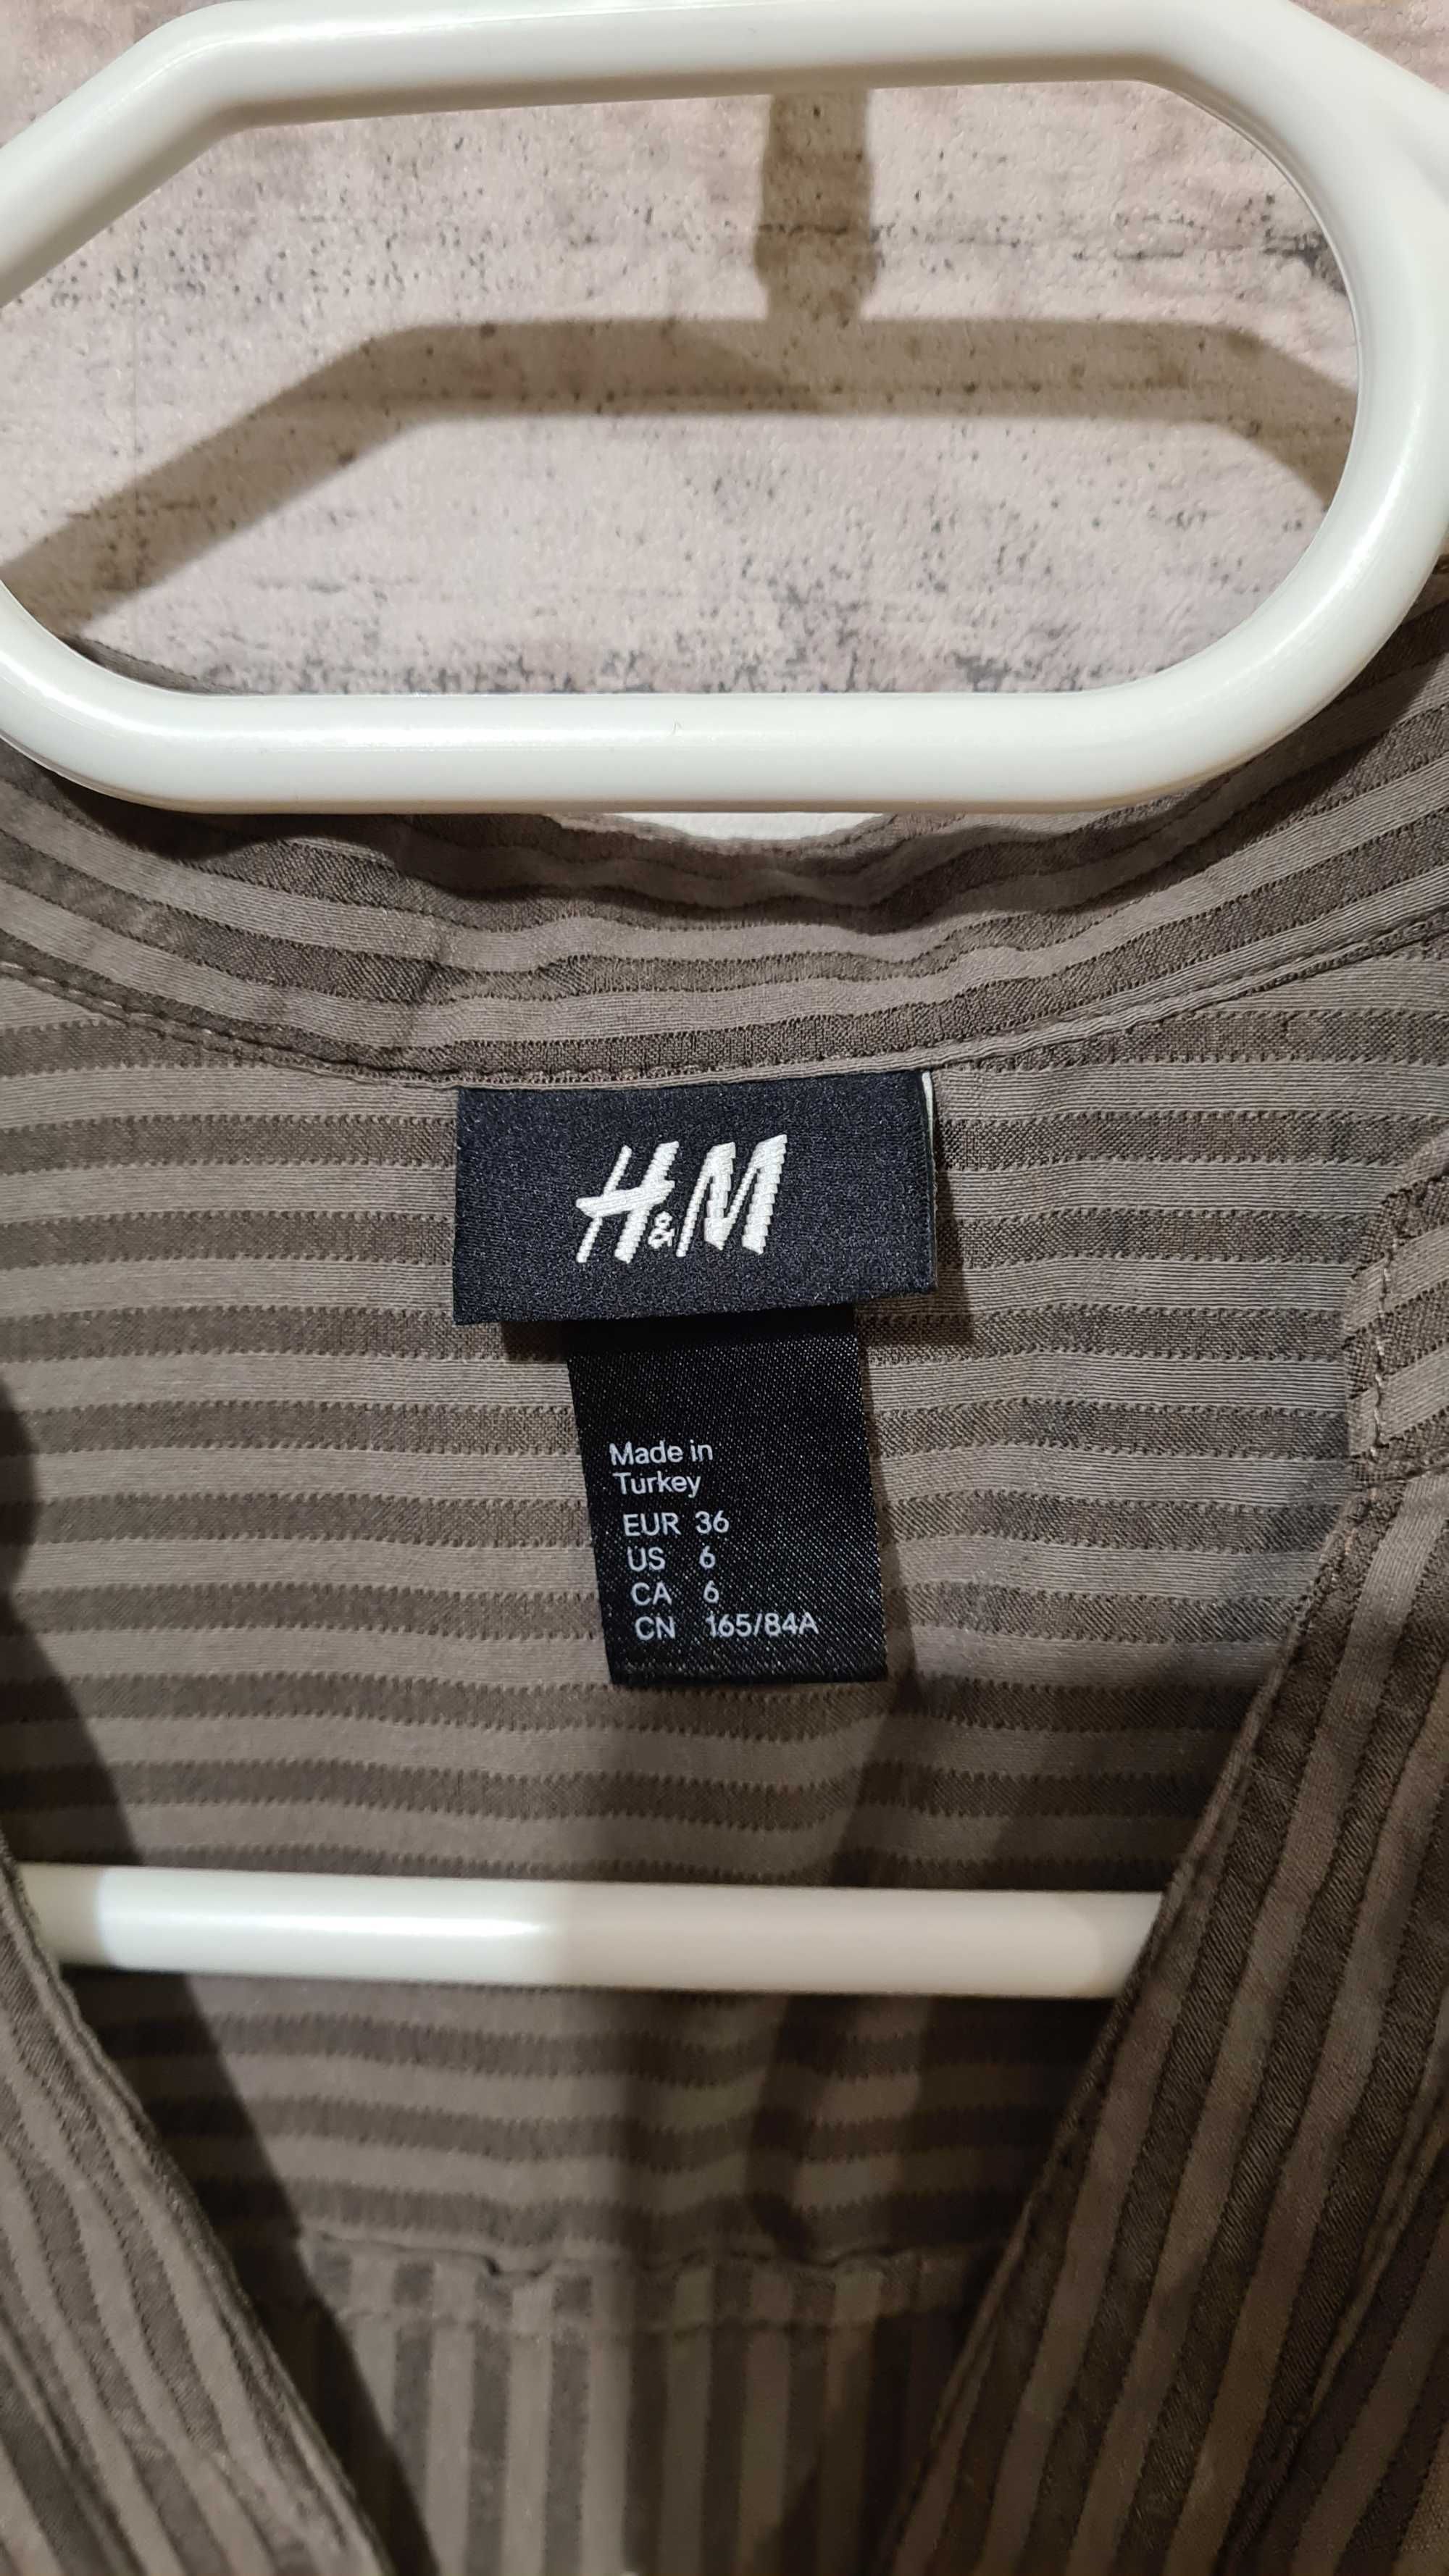 H&M
Made in
Turkey
EUR 36
US 6
CA 6
CN 165/84A